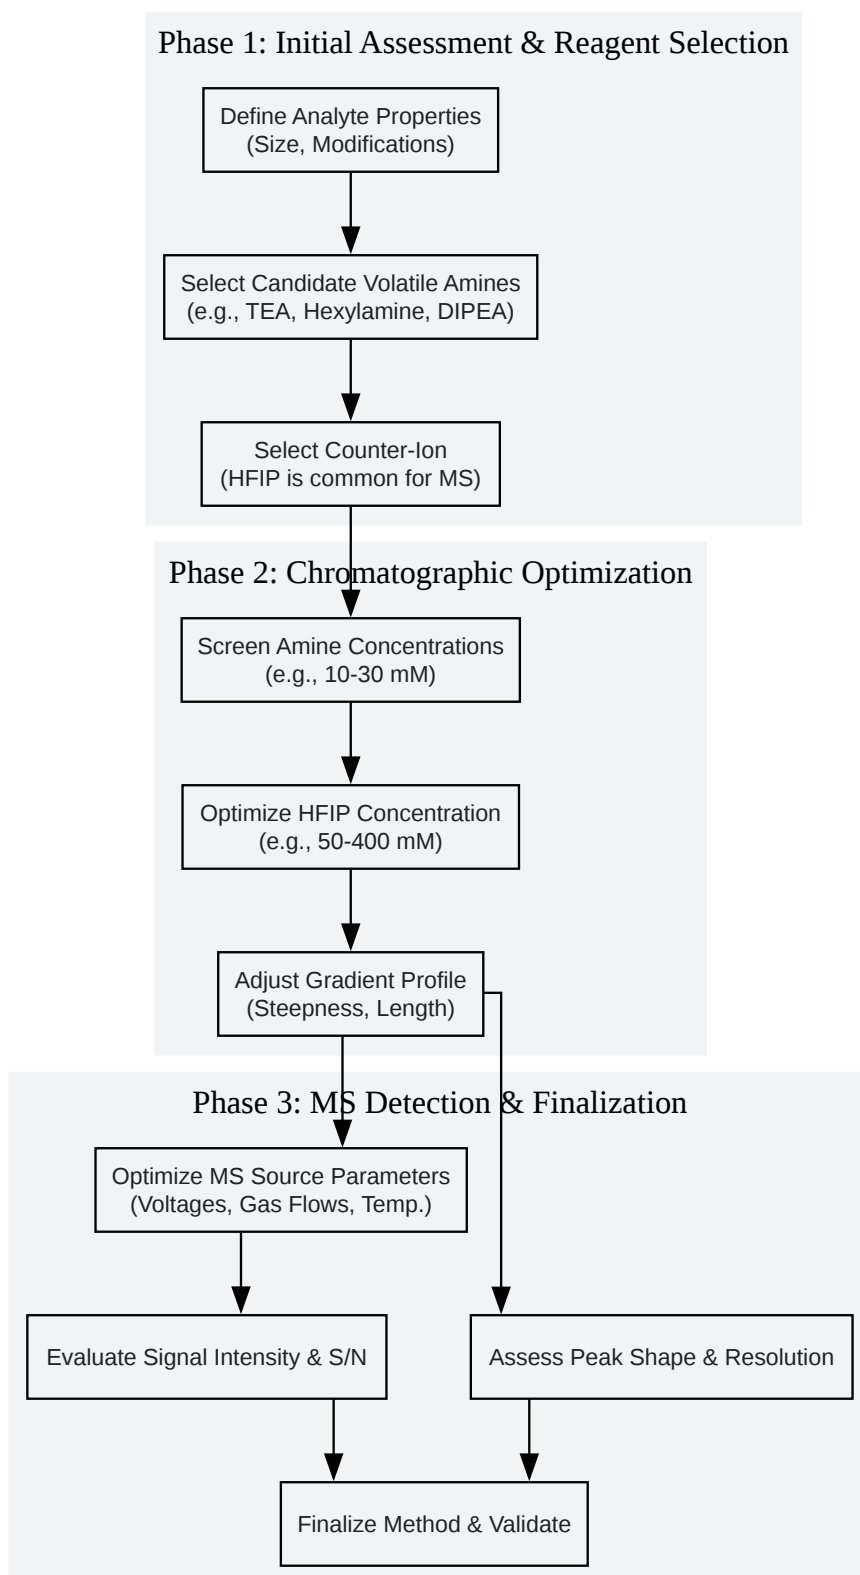 Phase 1: Initial Assessment & Reagent Selection
Define Analyte Properties
(Size, Modifications)
Select Candidate Volatile Amines
(e.g., TEA, Hexylamine, DIPEA)
Select Counter-Ion
(HFIP is common for MS)
Phase 2: Chromatographic Optimization
Screen Amine Concentrations
(e.g., 10-30 mM)
Optimize HFIP Concentration
(e.g., 50-400 mM)
Adjust Gradient Profile
(Steepness, Length)
Phase 3: MS Detection & Finalization
Optimize MS Source Parameters
(Voltages, Gas Flows, Temp.)
Evaluate Signal Intensity & S/N
Assess Peak Shape & Resolution
Finalize Method & Validate